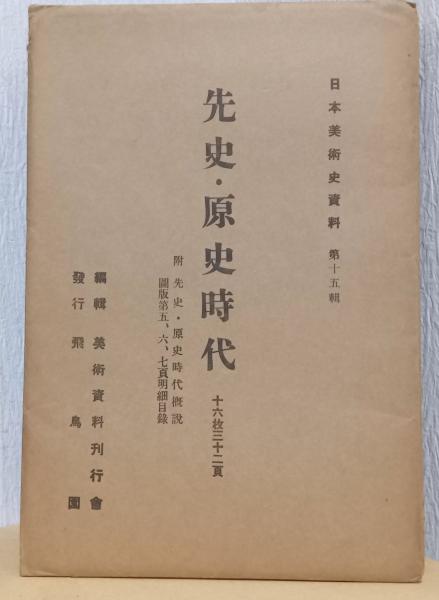 日本美術史資料 第十五輯
先史・原史時代 十六枚三十二頁
附 先史・原史時代概說
圖版第五、六、七頁明細目錄
編輯 美術資料刊行會
發行 飛鳥園